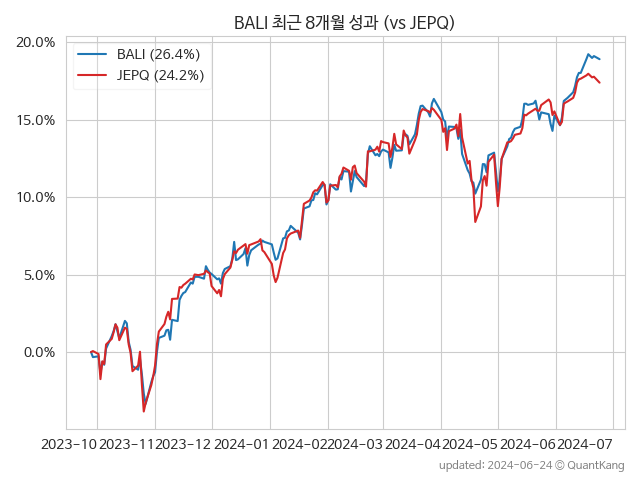 BALI 최근 8개월 성과 (vs JEPQ)
20.0%
BALI (26.4%)
JEPQ (24.2%)
15.0%
10.0%
5.0%
0.0%
2023-10 2023-11 2023-12 2024-01 2024-02 2024-03 2024-04 2024-05 2024-06 2024-07
updated: 2024-06-24 © QuantKang